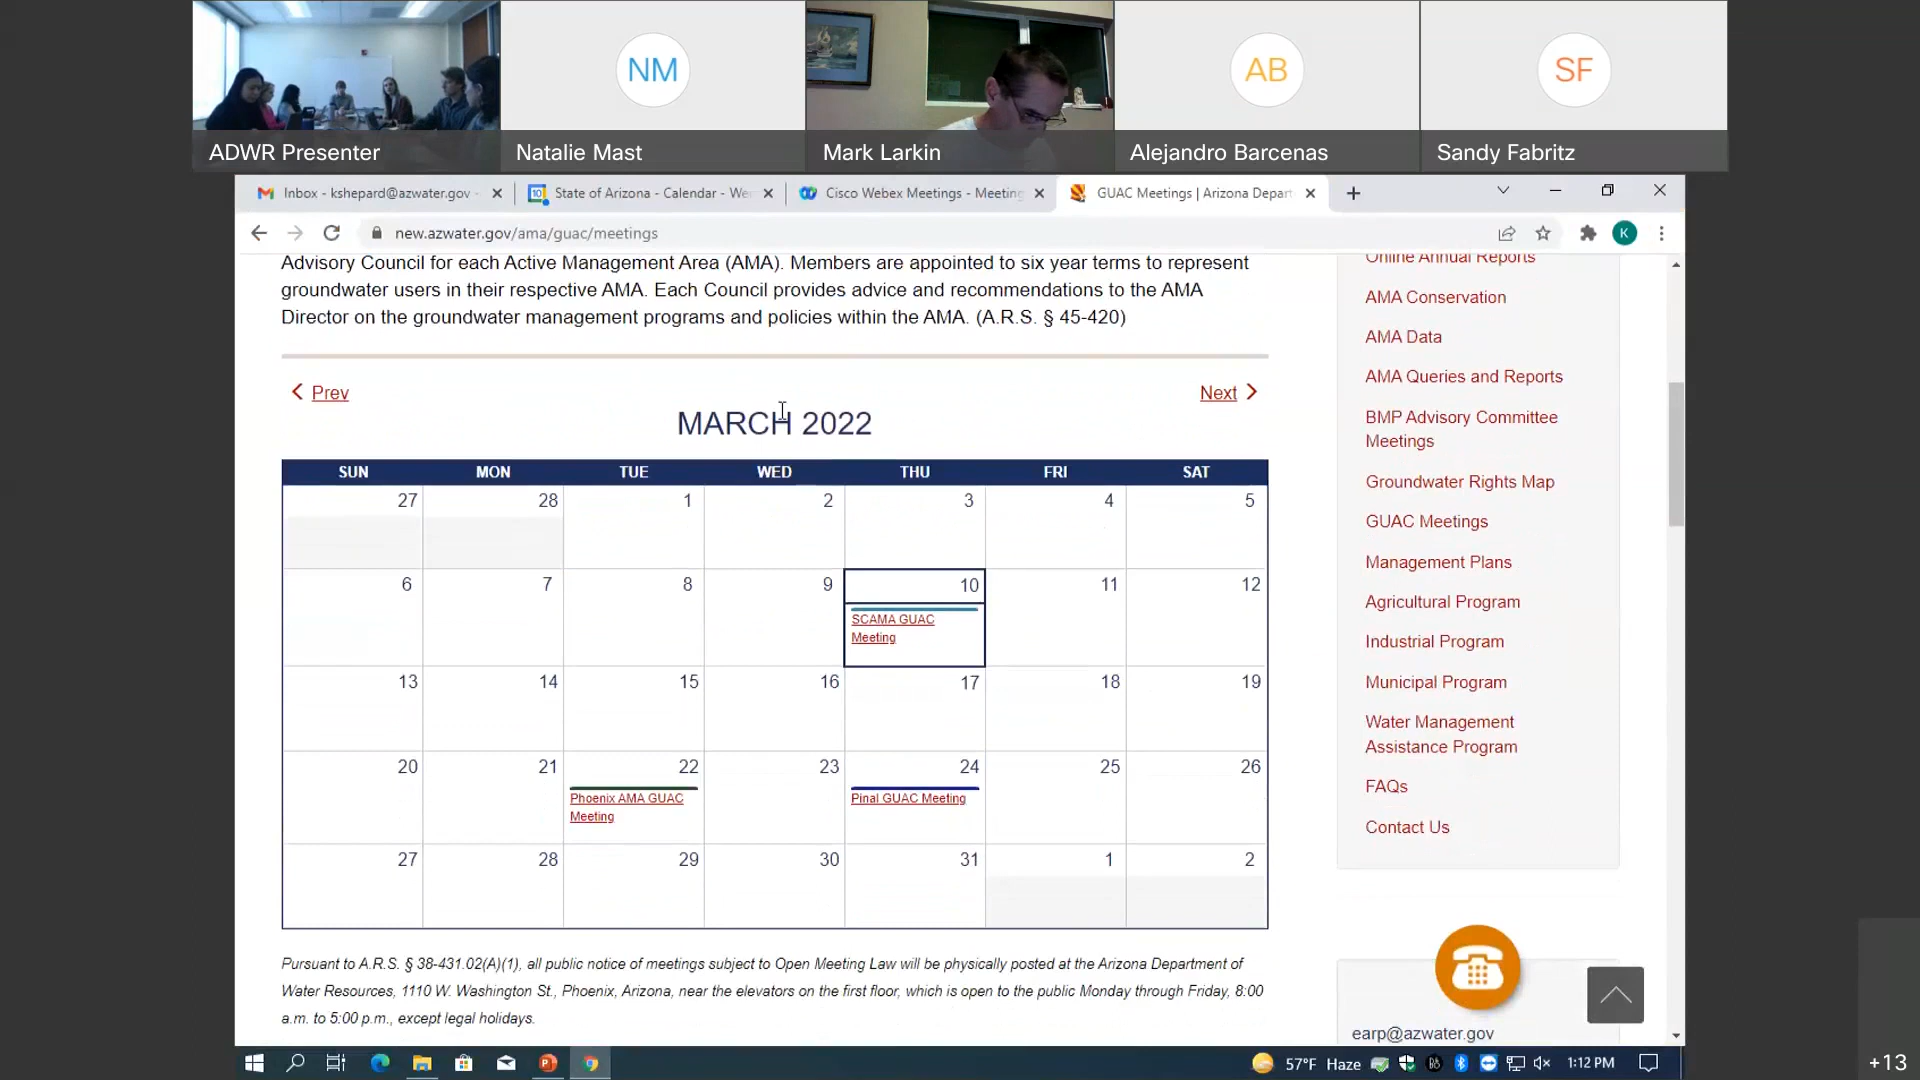 NM
AB
SF
ADWR Presenter
Natalie Mast
Mark Larkin
Alejandro Barcenas
Sandy Fabritz
Inbox - kshepard@azwater.gov -
State of Arizona - Calendar - We
Cisco Webex Meetings - Meeting
GUAC Meetings | Arizona Depart
new.azwater.gov/ama/guac/meetings
K
Advisory Council for each Active Management Area (AMA). Members are appointed to six year terms to represent
groundwater users in their respective AMA. Each Council provides advice and recommendations to the AMA
Director on the groundwater management programs and policies within the AMA. (A.R.S. § 45-420)
Prev
Next
MARCH 2022
SUN MON TUE WED THU FRI SAT
27 28 1 2 3 4 5
6 7 8 9 10 11 12
SCAMA GUAC
Meeting
13 14 15 16 17 18 19
20 21 22 23 24 25 26
Phoenix AMA GUAC
Meeting
Pinal GUAC Meeting
27 28 29 30 31 1 2
Pursuant to A.R.S. § 38-431.02(A)(1), all public notice of meetings subject to Open Meeting Law will be physically posted at the Arizona Department of
Water Resources, 1110 W. Washington St., Phoenix, Arizona, near the elevators on the first floor, which is open to the public Monday through Friday, 8:00
a.m. to 5:00 p.m., except legal holidays.
Online Annual Reports
AMA Conservation
AMA Data
AMA Queries and Reports
BMP Advisory Committee
Meetings
Groundwater Rights Map
GUAC Meetings
Management Plans
Agricultural Program
Industrial Program
Municipal Program
Water Management
Assistance Program
FAQs
Contact Us
earp@azwater.gov
57°F Haze
1:12 PM
+13